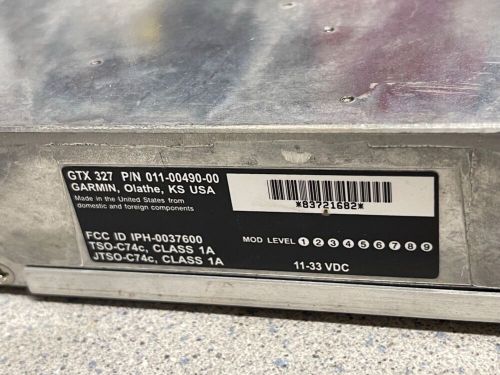 GTX 327 P/N 011-00490-00
GARMIN, Olathe, KS USA
Made in the United States from
domestic and foreign components
*83721682*
FCC ID IPH-0037600
TSO-C74c, CLASS 1A
JTSO-C74c, CLASS 1A
MOD LEVEL 1 2 3 4 5 6 7 8 9
11-33 VDC